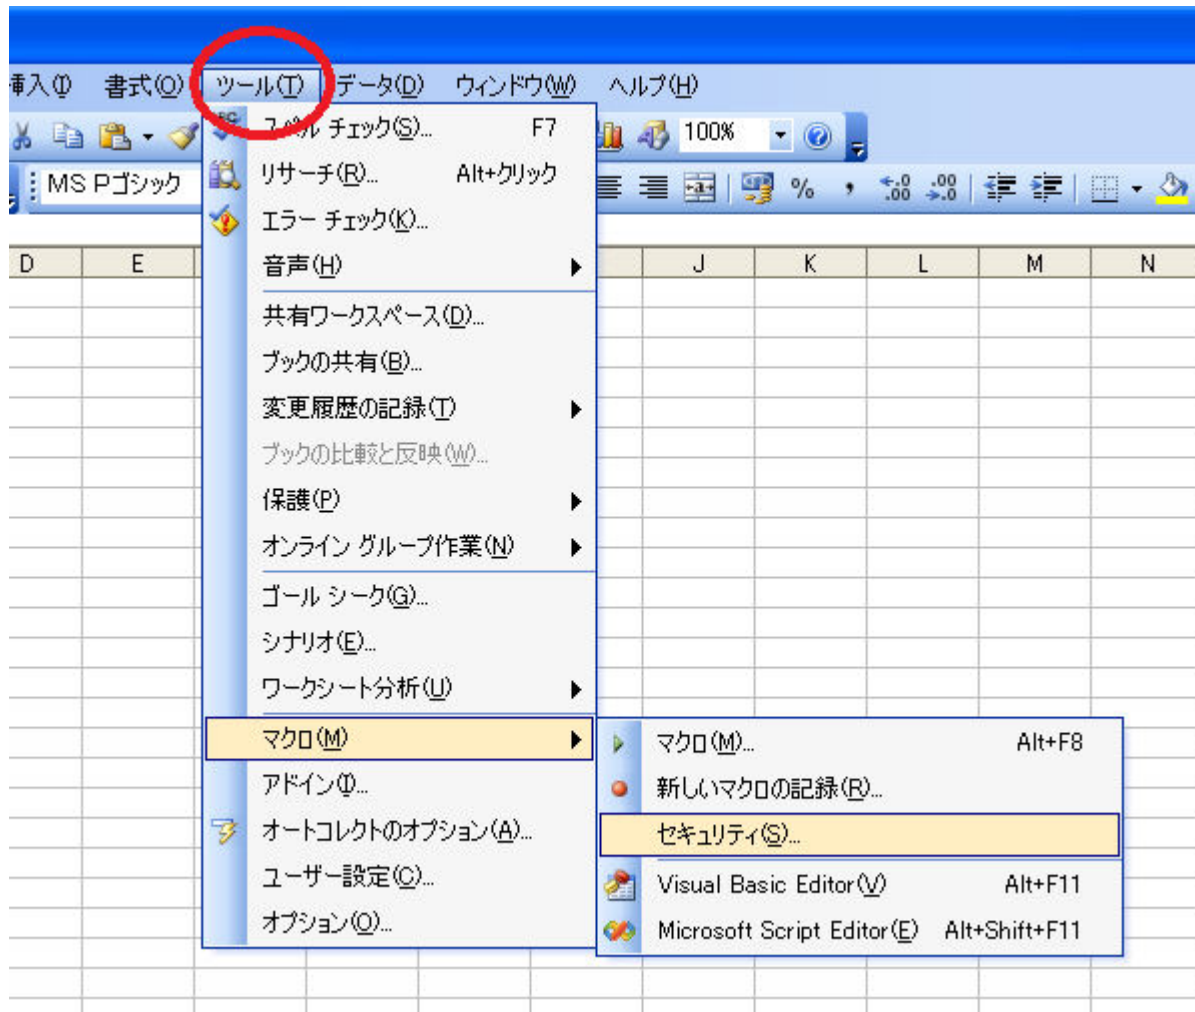 挿入(I) 書式(O) ツール(T) データ(D) ウィンドウ(W) ヘルプ(H)
100%
MS Pゴシック
% , .00 .00 .0
D E J K L M N
スペル チェック(S)... F7
リサーチ(R)... Alt+クリック
エラー チェック(K)...
音声(H)
共有ワークスペース(D)...
ブックの共有(B)...
変更履歴の記録(T)
ブックの比較と反映(W)...
保護(P)
オンライン グループ作業(N)
ゴール シーク(G)...
シナリオ(E)...
ワークシート分析(U)
マクロ(M)
アドイン(I)...
オートコレクトのオプション(A)...
ユーザー設定(C)...
オプション(O)...
マクロ(M)... Alt+F8
新しいマクロの記録(R)...
セキュリティ(S)...
Visual Basic Editor(V) Alt+F11
Microsoft Script Editor(E) Alt+Shift+F11